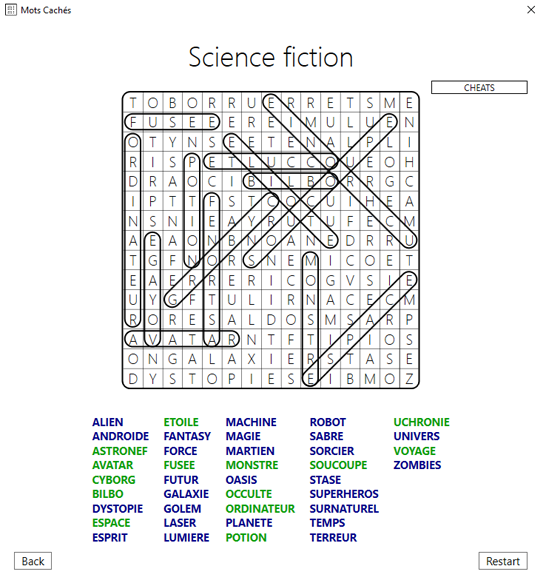 Mots Cachés
Science fiction
CHEATS
T O B O R R U E R R E T S M E
F U S E E E R E I M U L U E N
O T Y N S E E T E N A L P L I
R I S P E T L U C C O U E O H
D R A O C I B I L B O R R G C
I P T T F S T C O C U I H E A
N S N I E A Y R U T U F E C M
A E A O N B N O A N E D R R U
T G F N O R S N E M I C O E T
E A E R R E R I C O G V S I E
U Y G F T U L I R N A C E C M
R O R E S A L D O S M S A R P
A V A T A R N T F T I P I O S
O N G A L A X I E R S T A S E
D Y S T O P I E S E I B M O Z
ALIEN ETOILE MACHINE ROBOT UCHRONIE
ANDROIDE FANTASY MAGIE SABRE UNIVERS
ASTRONEF FORCE MARTIEN SORCIER VOYAGE
AVATAR FUSEE MONSTRE SOUCOUPE ZOMBIES
CYBORG FUTUR OASIS STASE
BILBO GALAXIE OCCULTE SUPERHEROS
DYSTOPIE GOLEM ORDINATEUR SURNATUREL
ESPACE LASER PLANETE TEMPS
ESPRIT LUMIERE POTION TERREUR
Back Restart